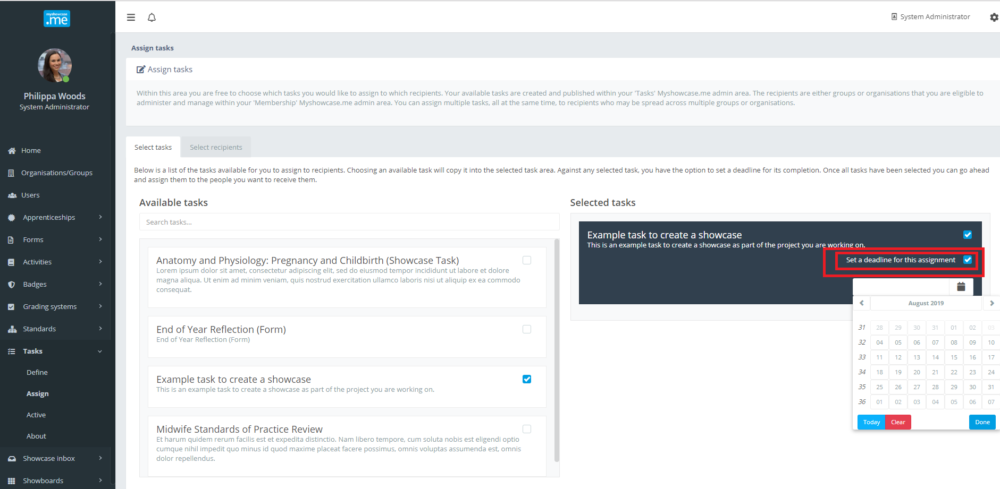 myshowcase
.me
Philippa Woods
System Administrator
Home
Organisations/Groups
Users
Apprenticeships
Forms
Activities
Badges
Grading systems
Standards
Tasks
Define
Assign
Active
About
Showcase inbox
Showboards
System Administrator
Assign tasks
Assign tasks
Within this area you are free to choose which tasks you would like to assign to which recipients. Your available tasks are created and published within your 'Tasks' Myshowcase.me admin area. The recipients are either groups or organisations that you are eligible to
administer and manage within your 'Membership' Myshowcase.me admin area. You can assign multiple tasks, all at the same time, to recipients who may be spread across multiple groups or organisations.
Select tasks
Select recipients
Below is a list of the tasks available for you to assign to recipients. Choosing an available task will copy it into the selected task area. Against any selected task, you have the option to set a deadline for its completion. Once all tasks have been selected you can go ahead
and assign them to the people you want to receive them.
Available tasks
Search tasks...
Anatomy and Physiology: Pregnancy and Childbirth (Showcase Task)
Lorem ipsum dolor sit amet, consectetur adipiscing elit, sed do eiusmod tempor incididunt ut labore et dolore
magna aliqua. Ut enim ad minim veniam, quis nostrud exercitation ullamco laboris nisi ut aliquip ex ea commodo
consequat.
End of Year Reflection (Form)
End of Year Reflection (Form)
Example task to create a showcase
This is an example task to create a showcase as part of the project you are working on.
Midwife Standards of Practice Review
Et harum quidem rerum facilis est et expedita distinctio. Nam libero tempore, cum soluta nobis est eligendi optio
cumque nihil impedit quo minus id quod maxime placeat facere possimus, omnis voluptas assumenda est, omnis
dolor repellendus.
Selected tasks
Example task to create a showcase
This is an example task to create a showcase as part of the project you are working on.
Set a deadline for this assignment
August 2019
31 28 29 30 31 01 02 03
32 04 05 06 07 08 09 10
33 11 12 13 14 15 16 17
34 18 19 20 21 22 23 24
35 25 26 27 28 29 30 31
36 01 02 03 04 05 06 07
Today Clear Done